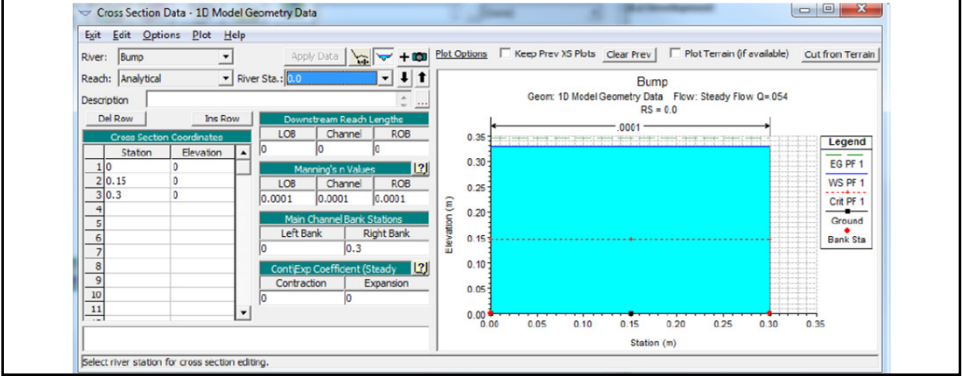 Cross Section Data - 1D Model Geometry Data
Exit Edit Options Plot Help
River: Bump
Apply Data
Plot Options Keep Prev XS Plots Clear Prev Plot Terrain (if available) Cut from Terrain
Reach: Analytical River Sta.: 0.0
Description ...
Del Row Ins Row
Cross Section Coordinates
Station Elevation
1 0 0
2 0.15 0
3 0.3 0
4
5
6
7
8
9
10
11
Downstream Reach Lengths
LOB Channel ROB
0 0 0
Manning's n Values [?]
LOB Channel ROB
0.0001 0.0001 0.0001
Main Channel Bank Stations
Left Bank Right Bank
0 0.3
Cont\Exp Coefficient (Steady [?]
Contraction Expansion
0 0
Select river station for cross section editing.
Bump
Geom: 1D Model Geometry Data Flow: Steady Flow Q=.054
RS = 0.0
.0001
0.35
0.30
0.25
0.20
0.15
0.10
0.05
0.00
Elevation (m)
0.00 0.05 0.10 0.15 0.20 0.25 0.30 0.35
Station (m)
Legend
EG PF 1
WS PF 1
Crit PF 1
Ground
Bank Sta